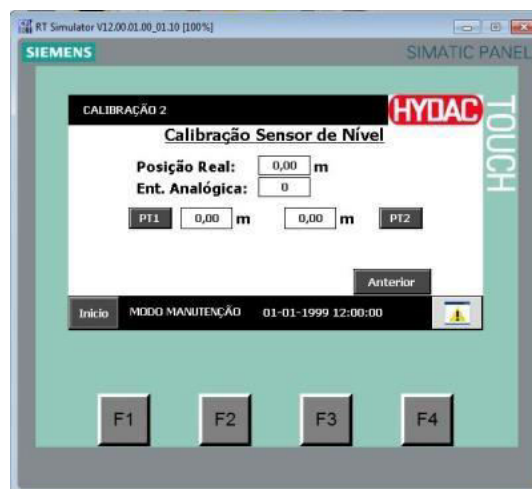 RT Simulator V12.00.01.00_01.10 [100%]
SIEMENS
SIMATIC PANEL
TOUCH
CALIBRAÇÃO 2
HYDAC
Calibração Sensor de Nível
Posição Real: 0,00 m
Ent. Analógica: 0
PT1 0,00 m 0,00 m PT2
Anterior
Inicio MODO MANUTENÇÃO 01-01-1999 12:00:00
F1 F2 F3 F4